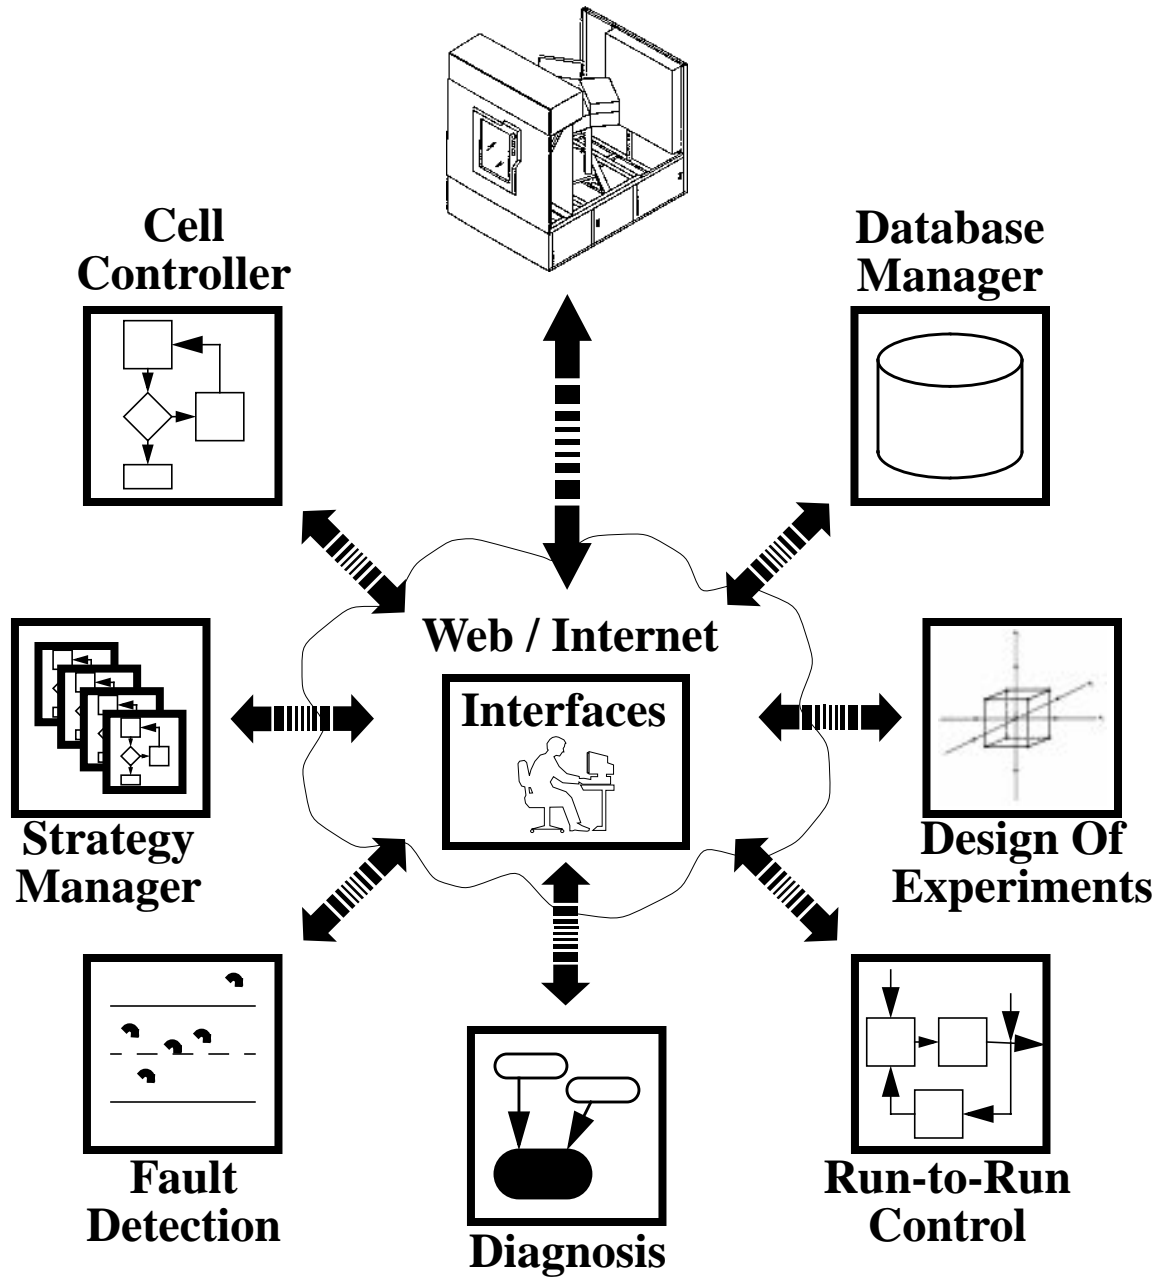 Cell
Controller
Database
Manager
Web / Internet
Interfaces
Strategy
Manager
Design Of
Experiments
Fault
Detection
Diagnosis
Run-to-Run
Control